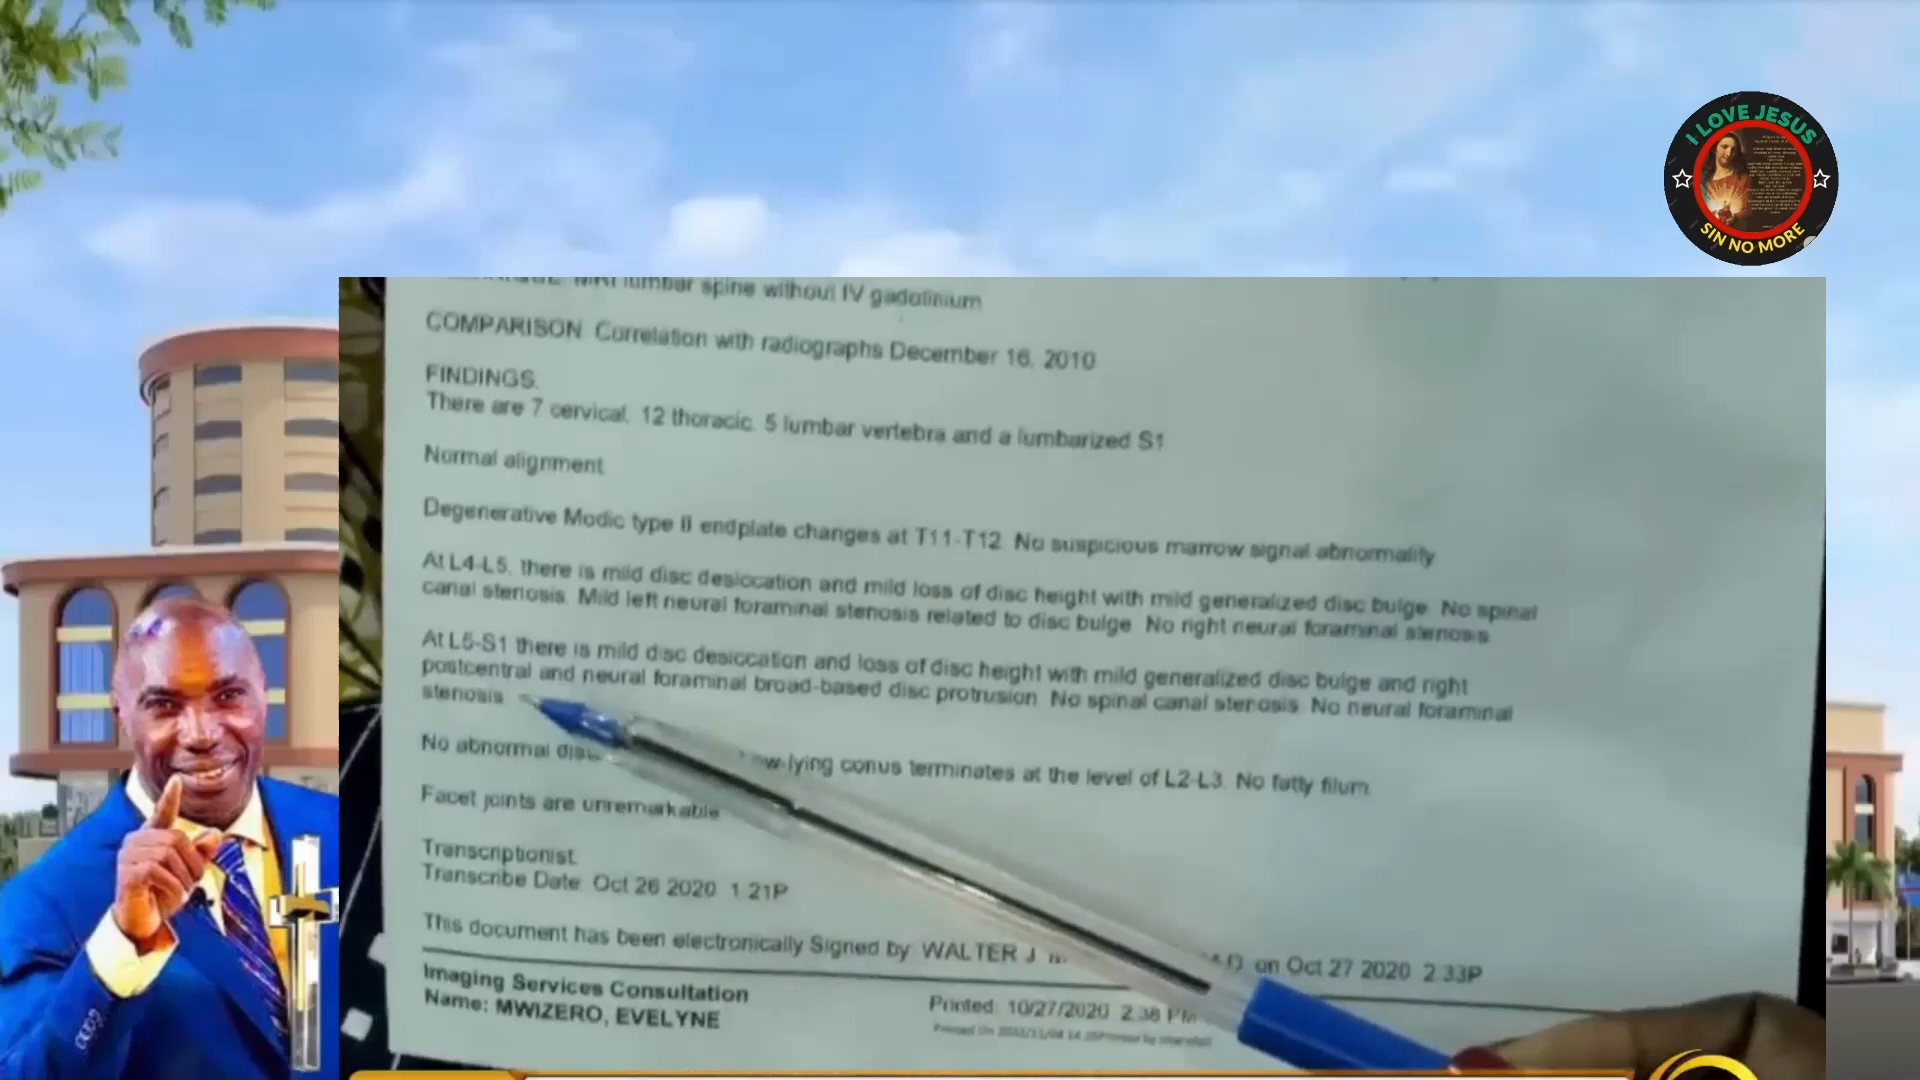 I LOVE JESUS
SIN NO MORE
MRI lumbar spine without IV gadolinium
COMPARISON: Correlation with radiographs December 16, 2010
FINDINGS:
There are 7 cervical, 12 thoracic, 5 lumbar vertebra and a lumbarized S1
Normal alignment
Degenerative Modic type II endplate changes at T11-T12. No suspicious marrow signal abnormality
At L4-L5, there is mild disc desiccation and mild loss of disc height with mild generalized disc bulge. No spinal
canal stenosis. Mild left neural foraminal stenosis related to disc bulge. No right neural foraminal stenosis
At L5-S1 there is mild disc desiccation and loss of disc height with mild generalized disc bulge and right
postcentral and neural foraminal broad-based disc protrusion. No spinal canal stenosis. No neural foraminal
stenosis
No abnormal lying conus terminates at the level of L2-L3. No fatty filum
Facet joints are unremarkable
Transcriptionist:
Transcribe Date: Oct 26 2020 1:21P
This document has been electronically Signed by: WALTER J on Oct 27 2020 2:33P
Imaging Services Consultation
Name: MWIZERO, EVELYNE
Printed: 10/27/2020 2:38 PM